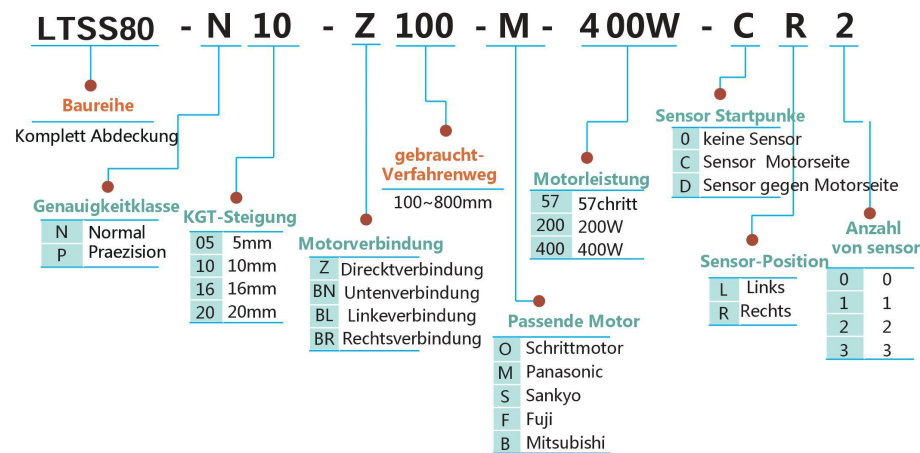 LTSS80 - N 10 - Z 100 - M - 400W - C R 2
Baureihe
Komplett Abdeckung
Genauigkeitklasse
N Normal
P Praezision
KGT-Steigung
05 5mm
10 10mm
16 16mm
20 20mm
Motorverbindung
Z Direcktverbindung
BN Untenverbindung
BL Linkeverbindung
BR Rechtsverbindung
gebraucht-
Verfahrenweg
100~800mm
Passende Motor
O Schrittmotor
M Panasonic
S Sankyo
F Fuji
B Mitsubishi
Motorleistung
57 57chritt
200 200W
400 400W
Sensor Startpunke
0 keine Sensor
C Sensor Motorseite
D Sensor gegen Motorseite
Sensor-Position
L Links
R Rechts
Anzahl
von sensor
0 0
1 1
2 2
3 3